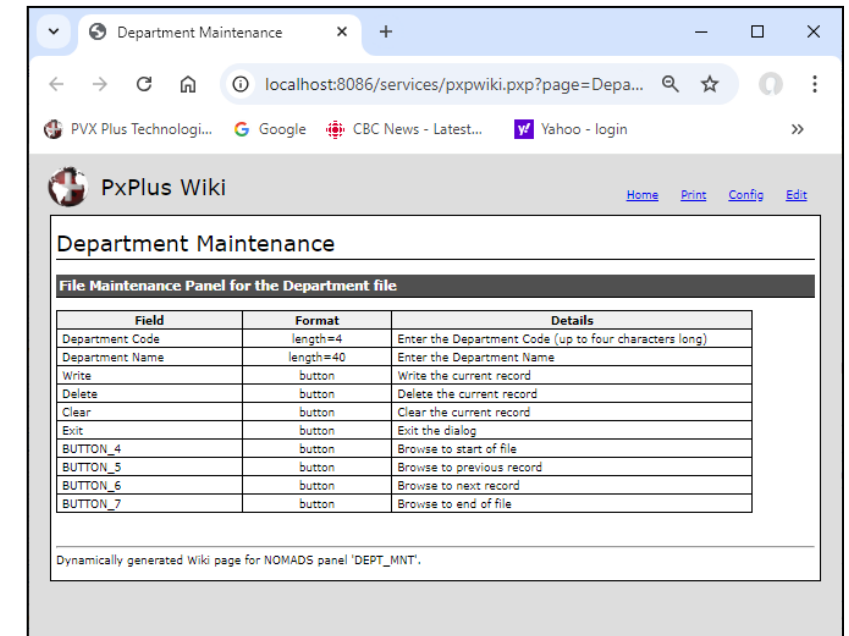 Department Maintenance
localhost:8086/services/pxpwiki.pxp?page=Depa...
PVX Plus Technologi... Google CBC News - Latest... Yahoo - login
PxPlus Wiki
Home Print Config Edit
Department Maintenance
File Maintenance Panel for the Department file
Field Format Details
Department Code length=4 Enter the Department Code (up to four characters long)
Department Name length=40 Enter the Department Name
Write button Write the current record
Delete button Delete the current record
Clear button Clear the current record
Exit button Exit the dialog
BUTTON_4 button Browse to start of file
BUTTON_5 button Browse to previous record
BUTTON_6 button Browse to next record
BUTTON_7 button Browse to end of file
Dynamically generated Wiki page for NOMADS panel 'DEPT_MNT'.